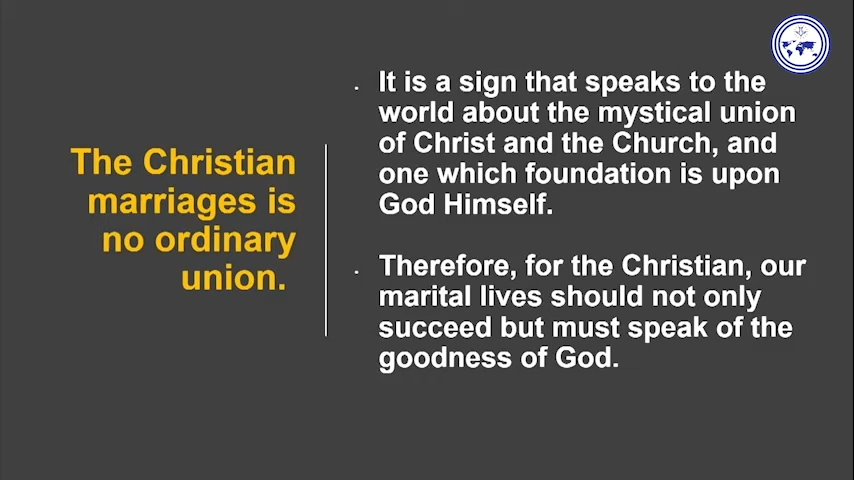 The Christian
marriages is
no ordinary
union.
It is a sign that speaks to the
world about the mystical union
of Christ and the Church, and
one which foundation is upon
God Himself.
Therefore, for the Christian, our
marital lives should not only
succeed but must speak of the
goodness of God.